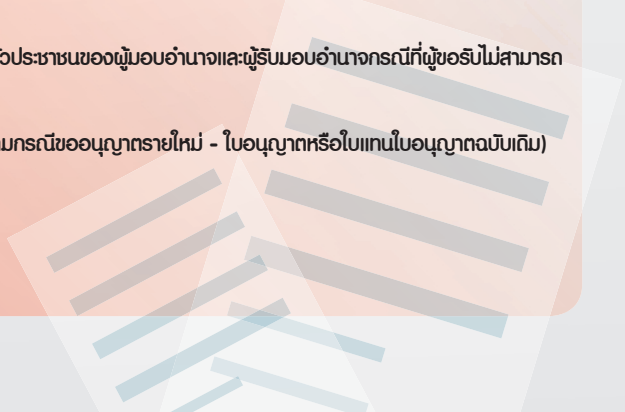 ัวประชาชนของผู้มอบอำนาจและผู้รับมอบอำนาจกรณีที่ผู้ขอรับไม่สามารถ
มกรณีขออนุญาตรายใหม่ - ใบอนุญาตหรือใบแทนใบอนุญาตฉบับเดิม)